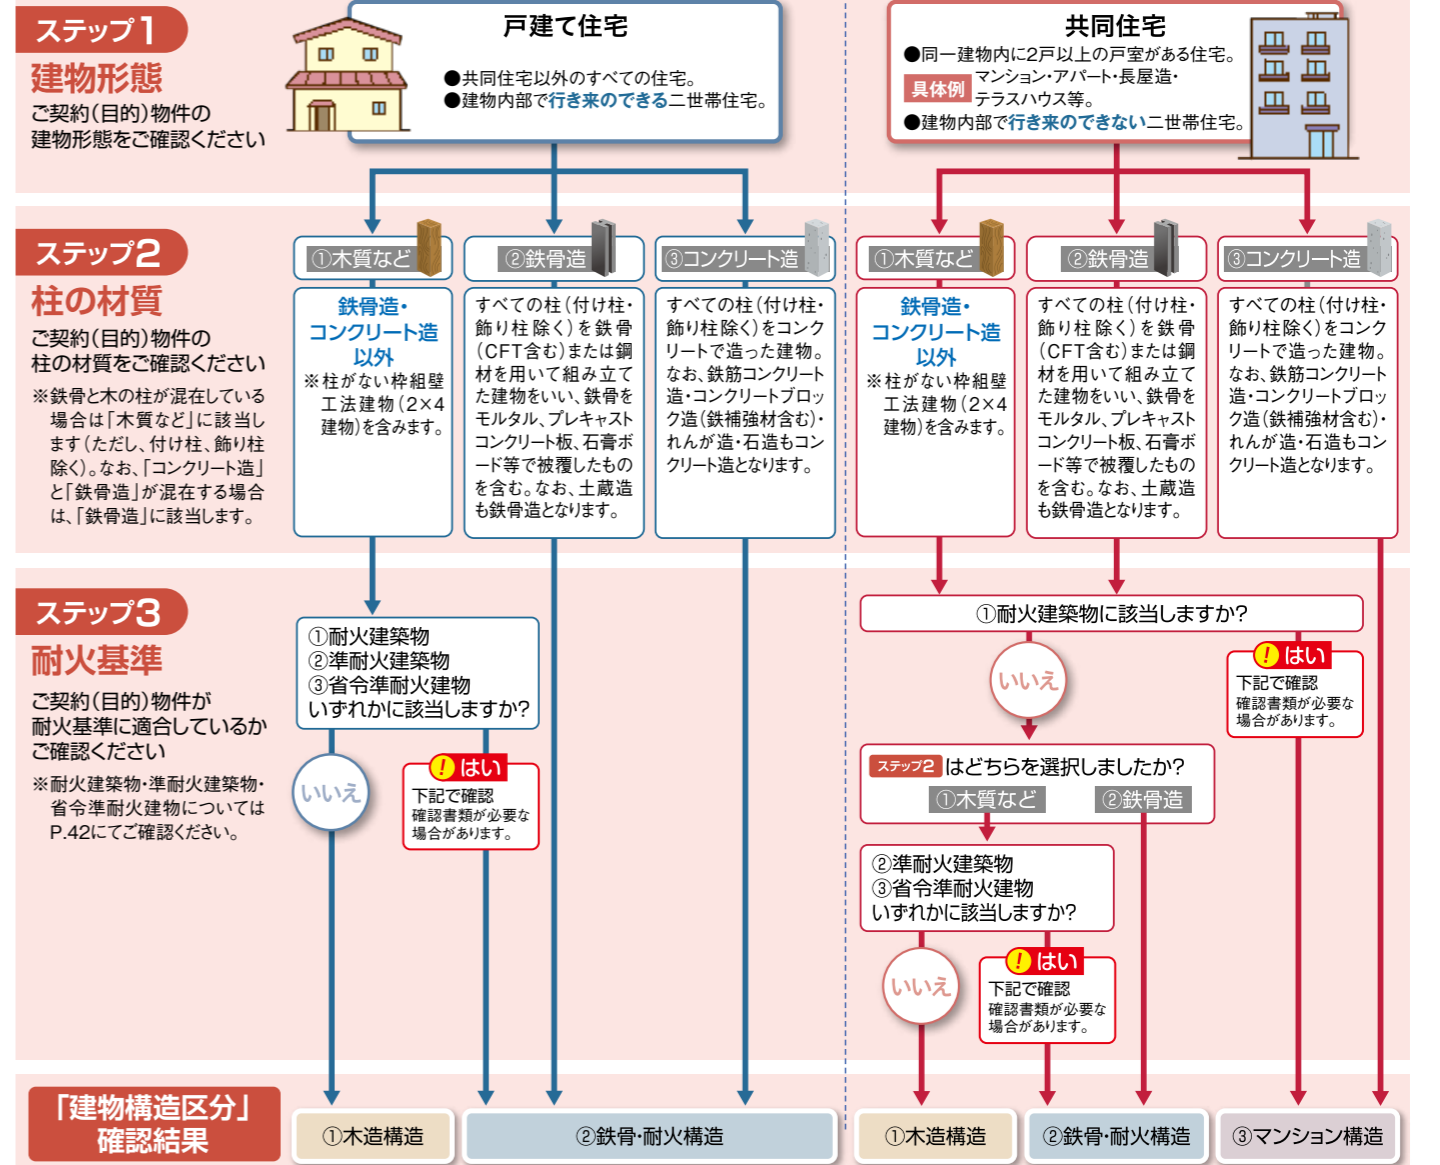 ステップ1
建物形態
ご契約(目的)物件の
建物形態をご確認ください
戸建て住宅
●共同住宅以外のすべての住宅。
●建物内部で行き来のできる二世帯住宅。
共同住宅
●同一建物内に2戸以上の戸室がある住宅。
具体例
マンション・アパート・長屋造・
テラスハウス等。
●建物内部で行き来のできない二世帯住宅。
ステップ2
柱の材質
ご契約(目的)物件の
柱の材質をご確認ください
※鉄骨と木の柱が混在している
場合は「木質など」に該当し
ます(ただし、付け柱、飾り柱
除く)。なお、「コンクリート造」
と「鉄骨造」が混在する場合
は、「鉄骨造」に該当します。
①木質など
鉄骨造・
コンクリート造
以外
※柱がない枠組壁
工法建物(2×4
建物)を含みます。
②鉄骨造
すべての柱(付け柱・
飾り柱除く)を鉄骨
(CFT含む)または鋼
材を用いて組み立て
た建物をいい、鉄骨を
モルタル、プレキャスト
コンクリート板、石膏ボ
ード等で被覆したもの
を含む。なお、土蔵造
も鉄骨造となります。
③コンクリート造
すべての柱(付け柱・
飾り柱除く)をコンク
リートで造った建物。
なお、鉄筋コンクリート
造・コンクリートブロッ
ク造(鉄補強材含む)・
れんが造・石造もコン
クリート造となります。
①木質など
鉄骨造・
コンクリート造
以外
※柱がない枠組壁
工法建物(2×4
建物)を含みます。
②鉄骨造
すべての柱(付け柱・
飾り柱除く)を鉄骨
(CFT含む)または鋼
材を用いて組み立て
た建物をいい、鉄骨を
モルタル、プレキャスト
コンクリート板、石膏ボ
ード等で被覆したもの
を含む。なお、土蔵造
も鉄骨造となります。
③コンクリート造
すべての柱(付け柱・
飾り柱除く)をコンク
リートで造った建物。
なお、鉄筋コンクリート
造・コンクリートブロッ
ク造(鉄補強材含む)・
れんが造・石造もコン
クリート造となります。
ステップ3
耐火基準
ご契約(目的)物件が
耐火基準に適合しているか
ご確認ください
※耐火建築物・準耐火建築物・
省令準耐火建物については
P.42にてご確認ください。
①耐火建築物
②準耐火建築物
③省令準耐火建物
いずれかに該当しますか?
いいえ
! はい
下記で確認
確認書類が必要な
場合があります。
①耐火建築物に該当しますか?
いいえ
! はい
下記で確認
確認書類が必要な
場合があります。
ステップ2 はどちらを選択しましたか?
①木質など
②鉄骨造
②準耐火建築物
③省令準耐火建物
いずれかに該当しますか?
いいえ
! はい
下記で確認
確認書類が必要な
場合があります。
「建物構造区分」
確認結果
①木造構造
②鉄骨・耐火構造
①木造構造
②鉄骨・耐火構造
③マンション構造